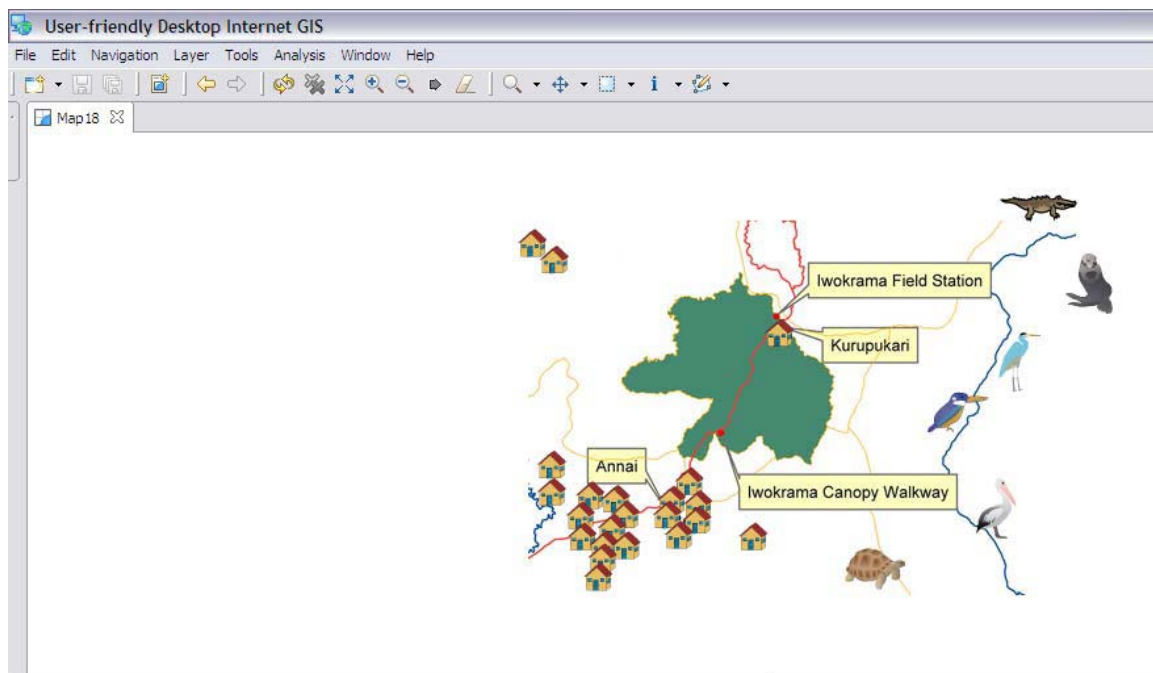 User-friendly Desktop Internet GIS
File Edit Navigation Layer Tools Analysis Window Help
Map18
Iwokrama Field Station
Kurupukari
Annai
Iwokrama Canopy Walkway